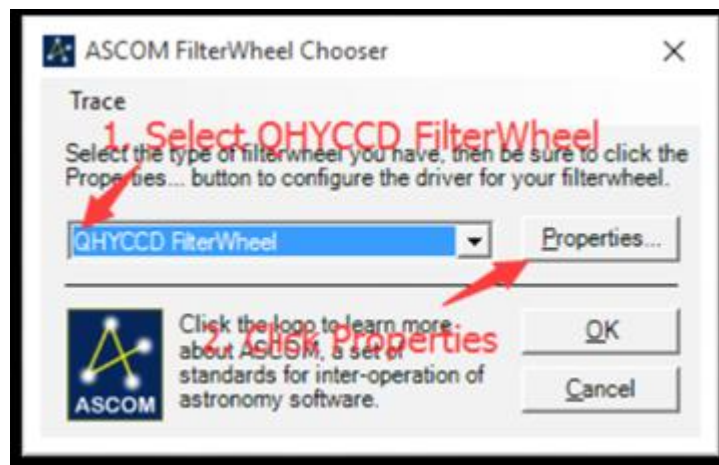 ASCOM FilterWheel Chooser
Trace
1. Select QHYCCD FilterWheel
Select the type of filterwheel you have, then be sure to click the
Properties... button to configure the driver for your filterwheel.
QHYCCD FilterWheel
Properties...
2. Click Properties
Click the logo to learn more
about ASCOM, a set of
standards for inter-operation of
astronomy software.
ASCOM
OK
Cancel